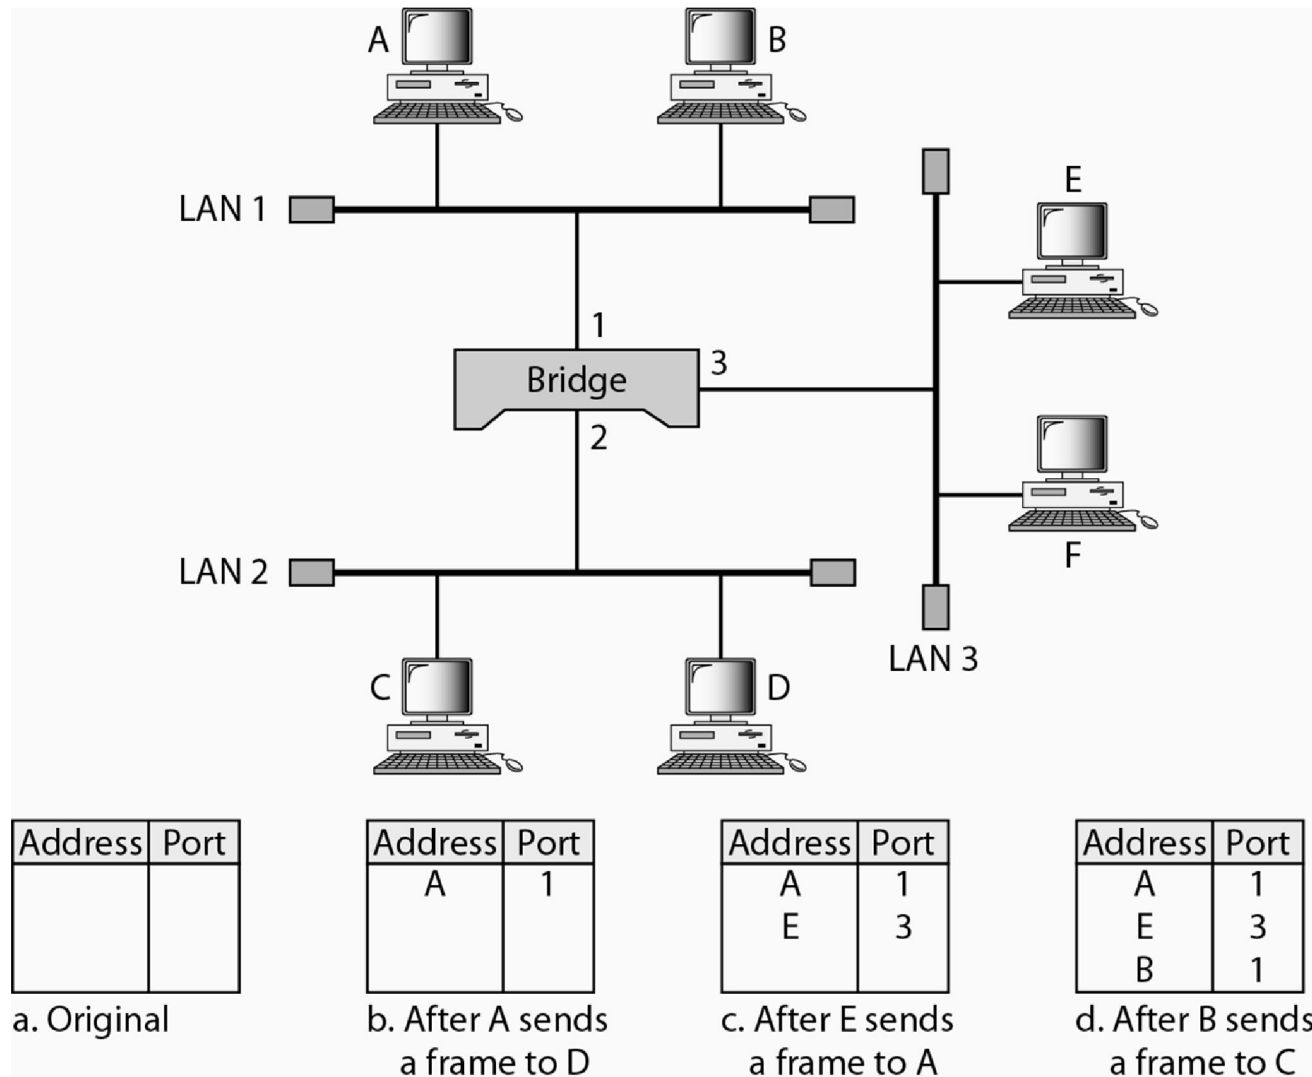 A
B
LAN 1
E
1
Bridge
3
2
LAN 2
F
LAN 3
C
D
Address Port
a. Original
Address Port
A 1
b. After A sends
a frame to D
Address Port
A 1
E 3
c. After E sends
a frame to A
Address Port
A 1
E 3
B 1
d. After B sends
a frame to C